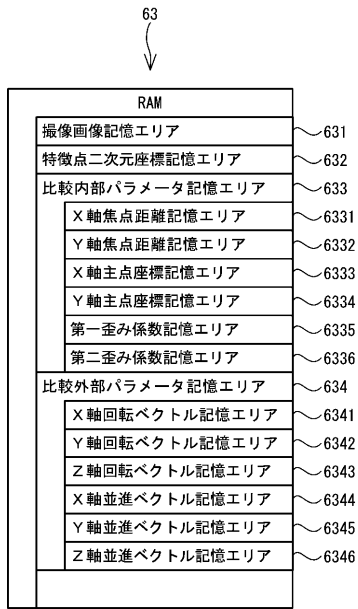 63
RAM
撮像画像記憶エリア 631
特徴点二次元座標記憶エリア 632
比較内部パラメータ記憶エリア 633
X軸焦点距離記憶エリア 6331
Y軸焦点距離記憶エリア 6332
X軸主点座標記憶エリア 6333
Y軸主点座標記憶エリア 6334
第一歪み係数記憶エリア 6335
第二歪み係数記憶エリア 6336
比較外部パラメータ記憶エリア 634
X軸回転ベクトル記憶エリア 6341
Y軸回転ベクトル記憶エリア 6342
Z軸回転ベクトル記憶エリア 6343
X軸並進ベクトル記憶エリア 6344
Y軸並進ベクトル記憶エリア 6345
Z軸並進ベクトル記憶エリア 6346